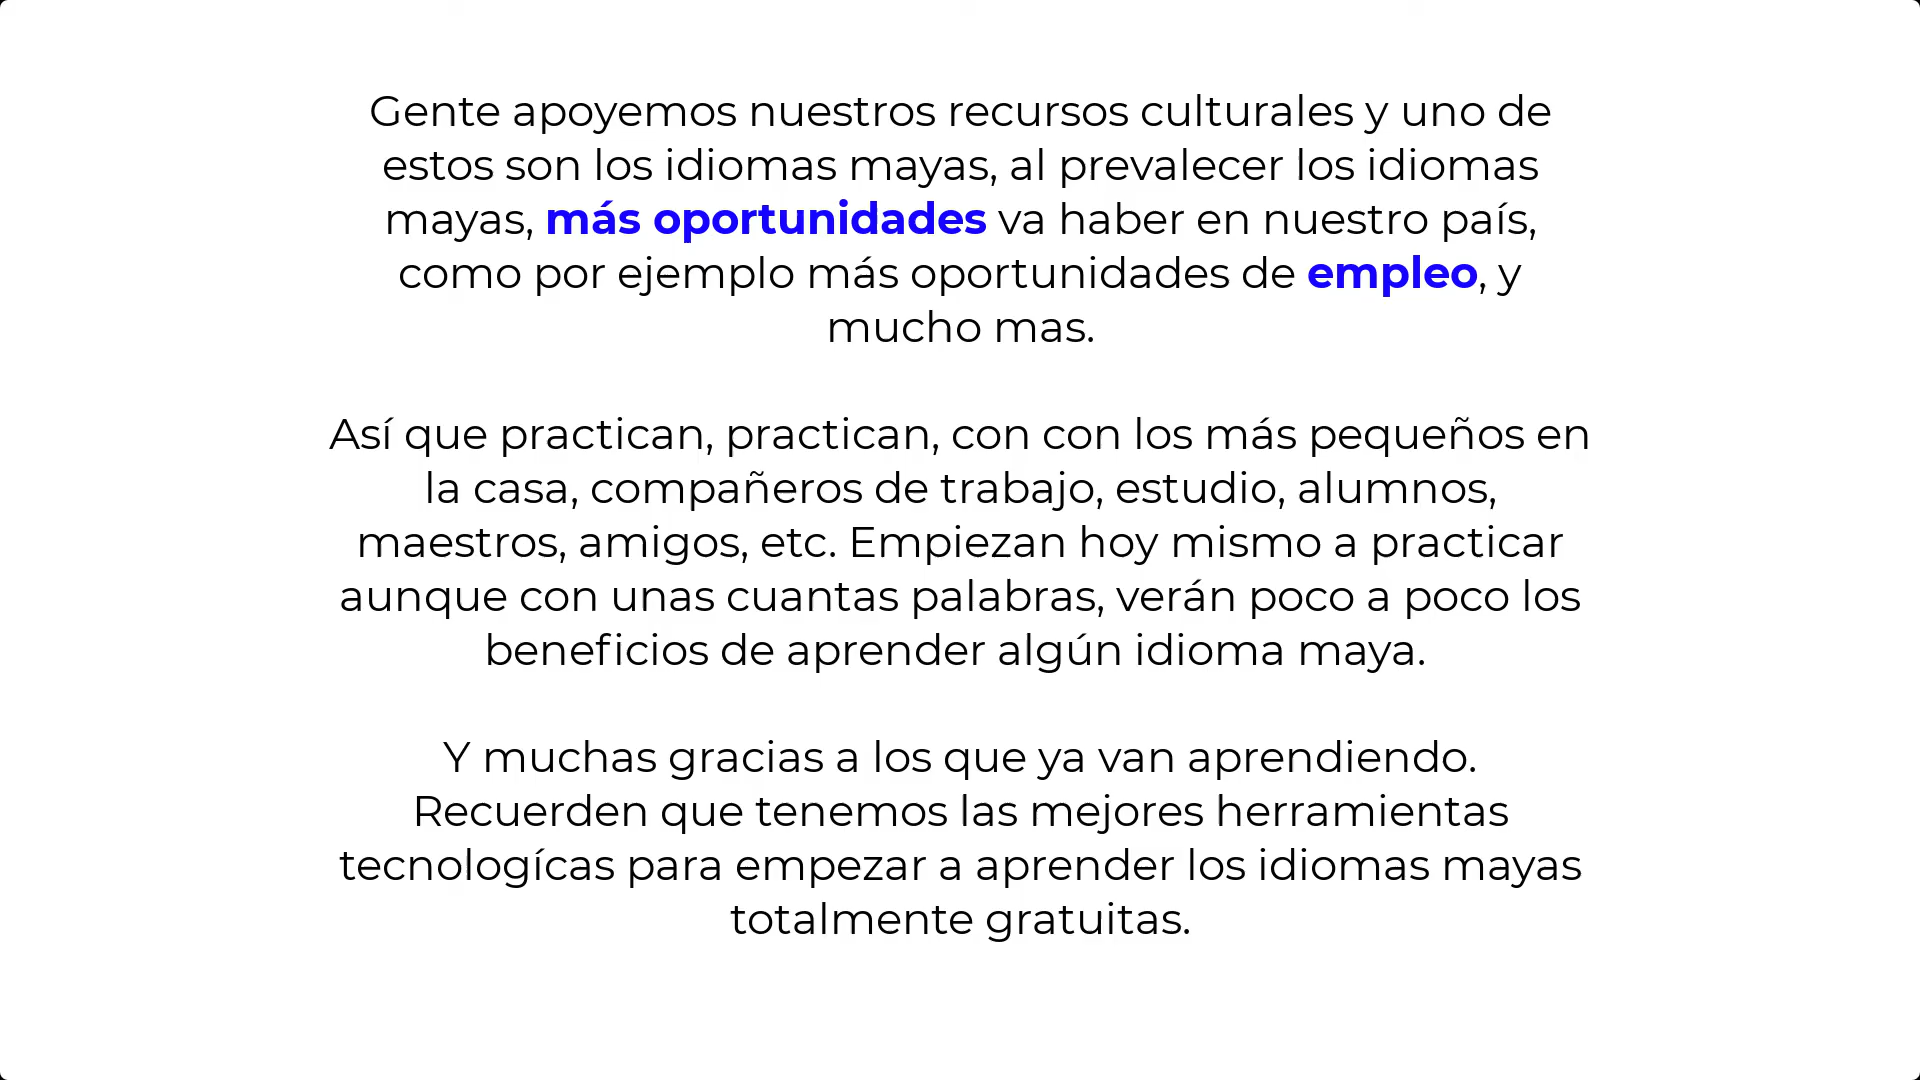 Gente apoyemos nuestros recursos culturales y uno de
estos son los idiomas mayas, al prevalecer los idiomas
mayas, más oportunidades va haber en nuestro país,
como por ejemplo más oportunidades de empleo, y
mucho mas.
Así que practican, practican, con con los más pequeños en
la casa, compañeros de trabajo, estudio, alumnos,
maestros, amigos, etc. Empiezan hoy mismo a practicar
aunque con unas cuantas palabras, verán poco a poco los
beneficios de aprender algún idioma maya.
Y muchas gracias a los que ya van aprendiendo.
Recuerden que tenemos las mejores herramientas
tecnologícas para empezar a aprender los idiomas mayas
totalmente gratuitas.